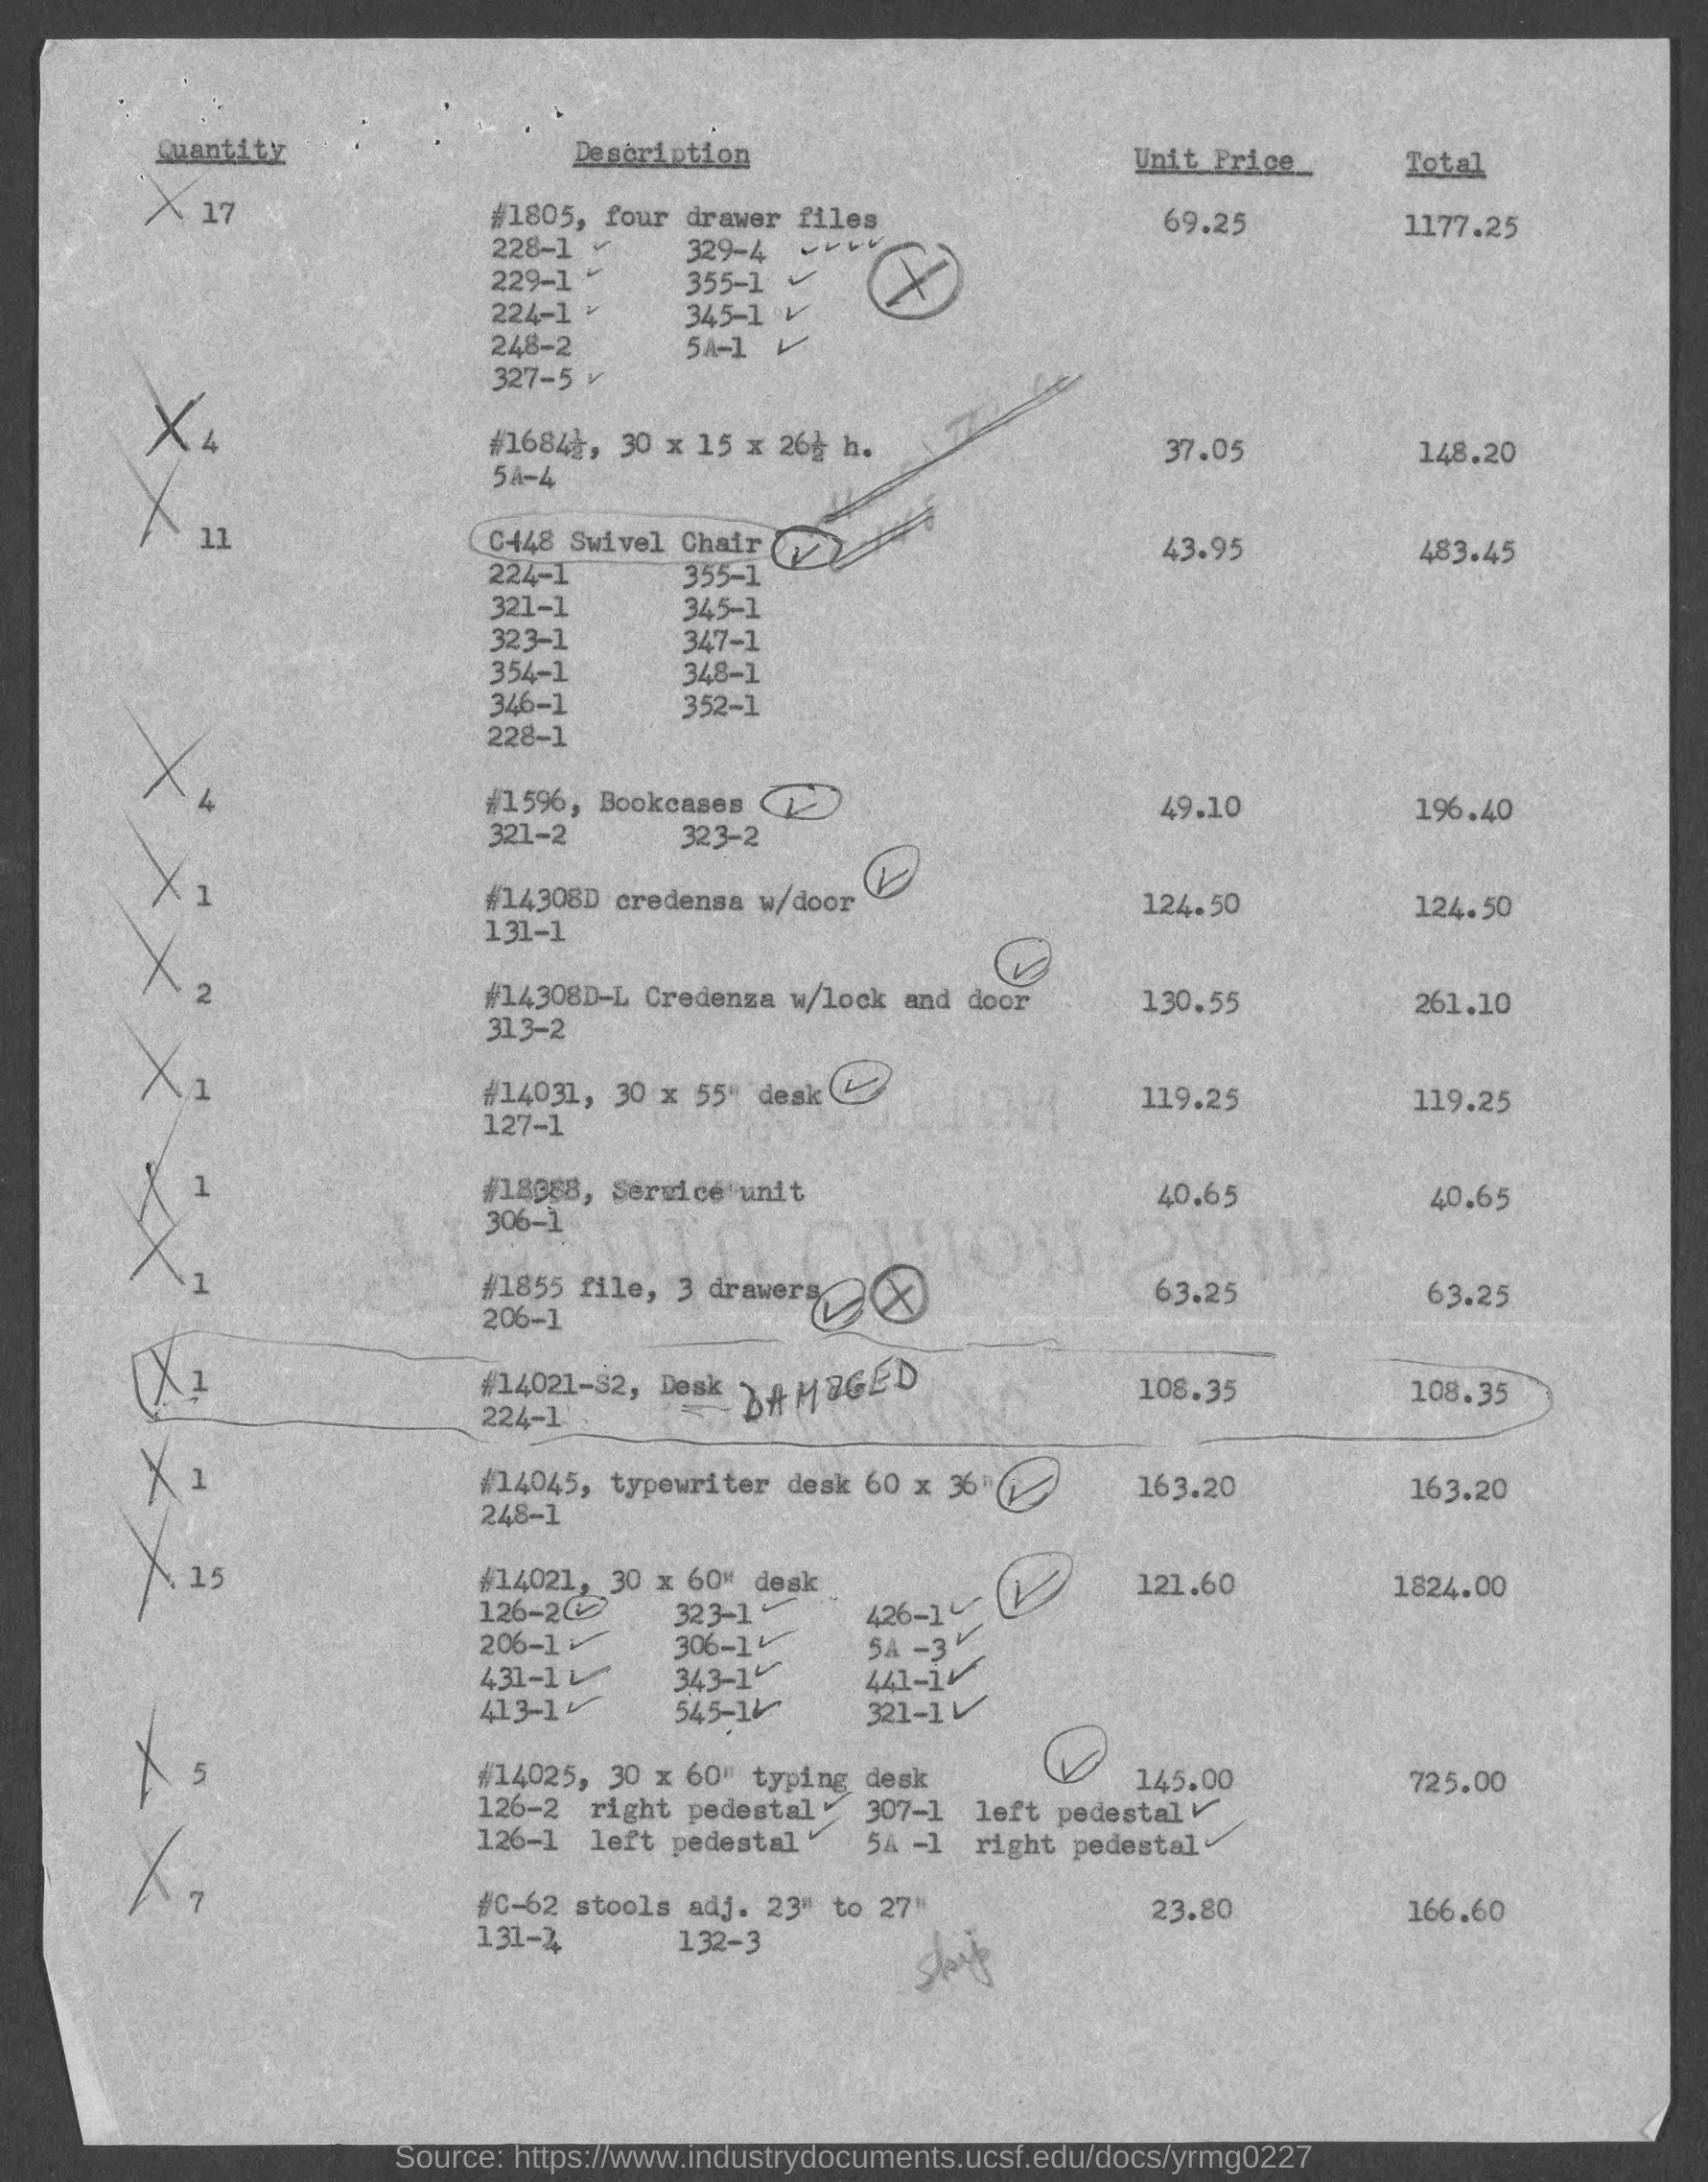 Quantity Description Unit Price Total
17 #1805, four drawer files 69.25 1177.25
228-1 329-4
229-1 355-1
224-1 345-1
248-2 5A-1
327-5
4 #1684½, 30 x 15 x 26½ h. 37.05 148.20
5A-4
11 C-148 Swivel Chair 43.95 483.45
224-1 355-1
321-1 345-1
323-1 347-1
354-1 348-1
346-1 352-1
228-1
4 #1596, Bookcases 49.10 196.40
321-2 323-2
1 #14308D credensa w/door 124.50 124.50
131-1
2 #14308D-L Credenza w/lock and door 130.55 261.10
313-2
1 #14031, 30 x 55" desk 119.25 119.25
127-1
1 Service unit 40.65 40.65
306-1
1 #1855 file, 3 drawers 63.25 63.25
206-1
1 #14021-S2, Desk DAMAGED 108.35 108.35
224-1
1 #14045, typewriter desk 60 x 36" 163.20 163.20
248-1
15 #14021, 30 x 60" desk 121.60 1824.00
126-2 323-1 426-1
206-1 306-1 5A -3
431-1 343-1 441-1
413-1 545-1 321-1
5 #14025, 30 x 60" typing desk 145.00 725.00
126-2 right pedestal 307-1 left pedestal
126-1 left pedestal 5A -1 right pedestal
7 #C-62 stools adj. 23" to 27" 23.80 166.60
131-4 132-3
Source: https://www.industrydocuments.ucsf.edu/docs/yrmg0227